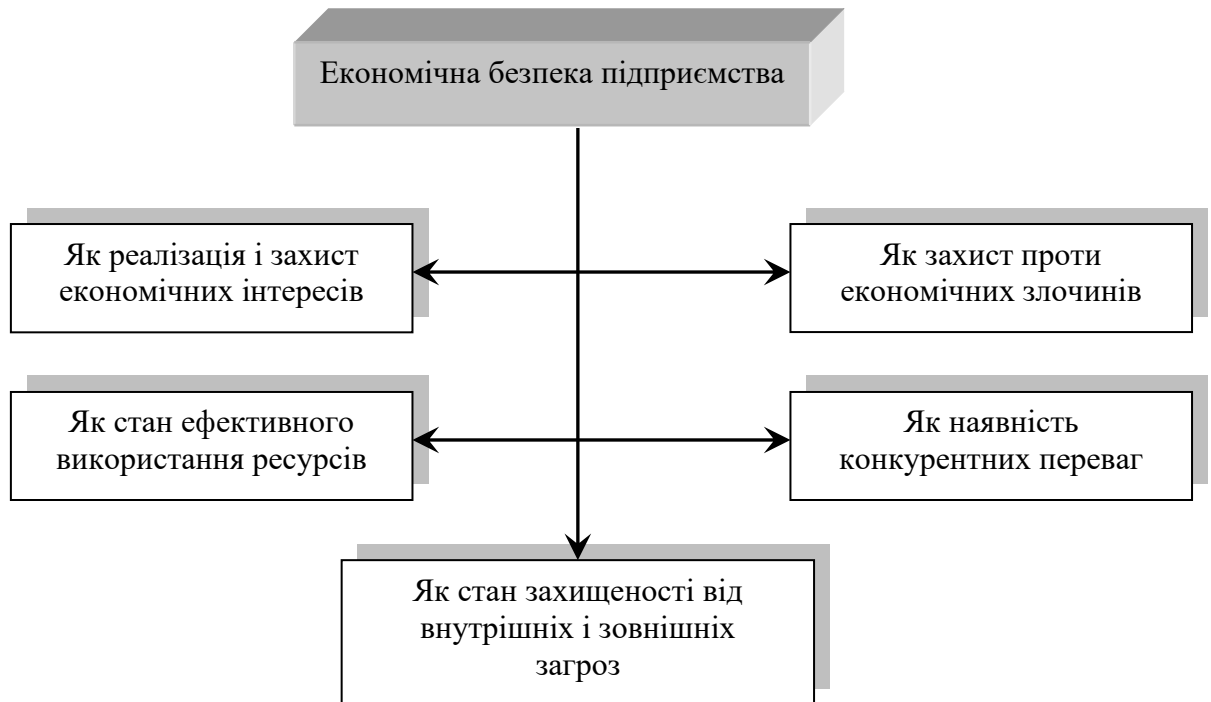 Економічна безпека підприємства
Як реалізація і захист
економічних інтересів
Як захист проти
економічних злочинів
Як стан ефективного
використання ресурсів
Як наявність
конкурентних переваг
Як стан захищеності від
внутрішніх і зовнішніх
загроз